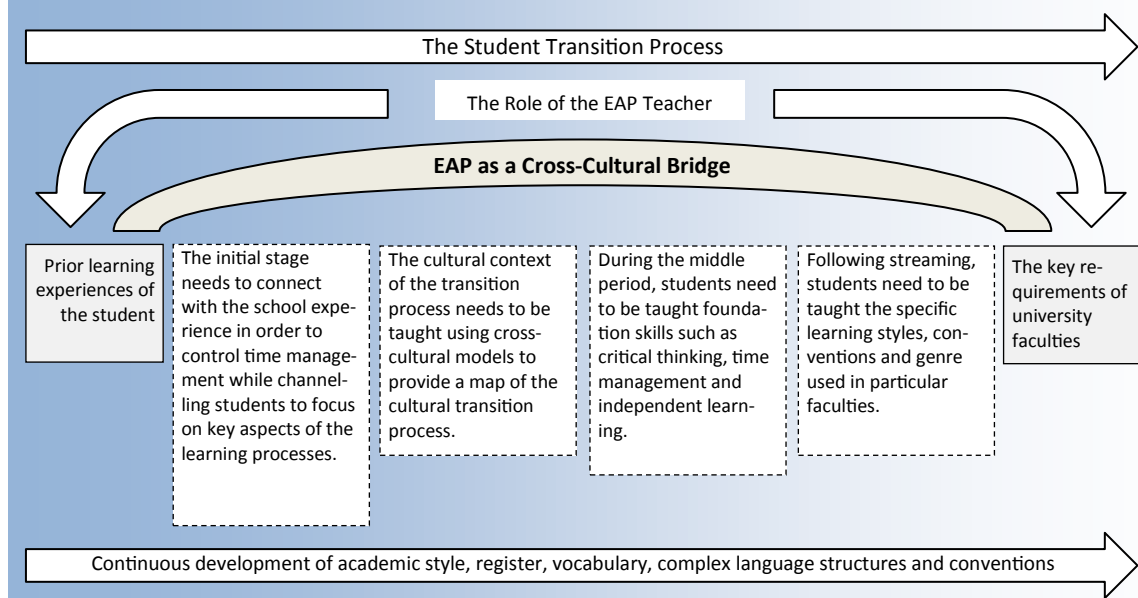 The Student Transition Process
The Role of the EAP Teacher
EAP as a Cross-Cultural Bridge
Prior learning
experiences of
the student
The initial stage
needs to connect
with the school expe-
rience in order to
control time manage-
ment while channel-
ling students to focus
on key aspects of the
learning processes.
The cultural context
of the transition
process needs to be
taught using cross-
cultural models to
provide a map of the
cultural transition
process.
During the middle
period, students need
to be taught founda-
tion skills such as
critical thinking, time
management and
independent learn-
ing.
Following streaming,
students need to be
taught the specific
learning styles, con-
ventions and genre
used in particular
faculties.
The key re-
quirements of
university
faculties
Continuous development of academic style, register, vocabulary, complex language structures and conventions